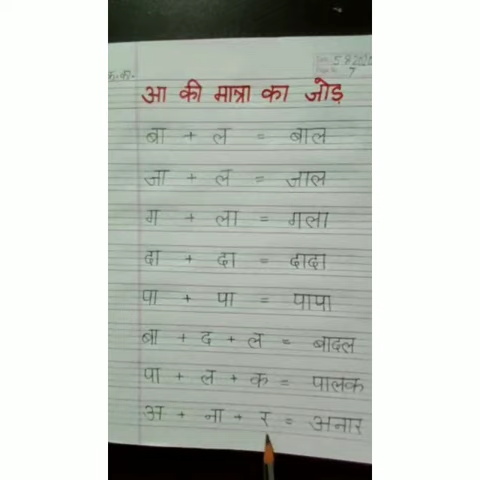 आ की मात्रा का जोड़
बा + ल = बाल
जा + ल = जाल
ग + ला = गला
दा + दा = दादा
पा + पा = पापा
बा + द + ल = बादल
पा + ल + क = पालक
अ + ना + र = अनार